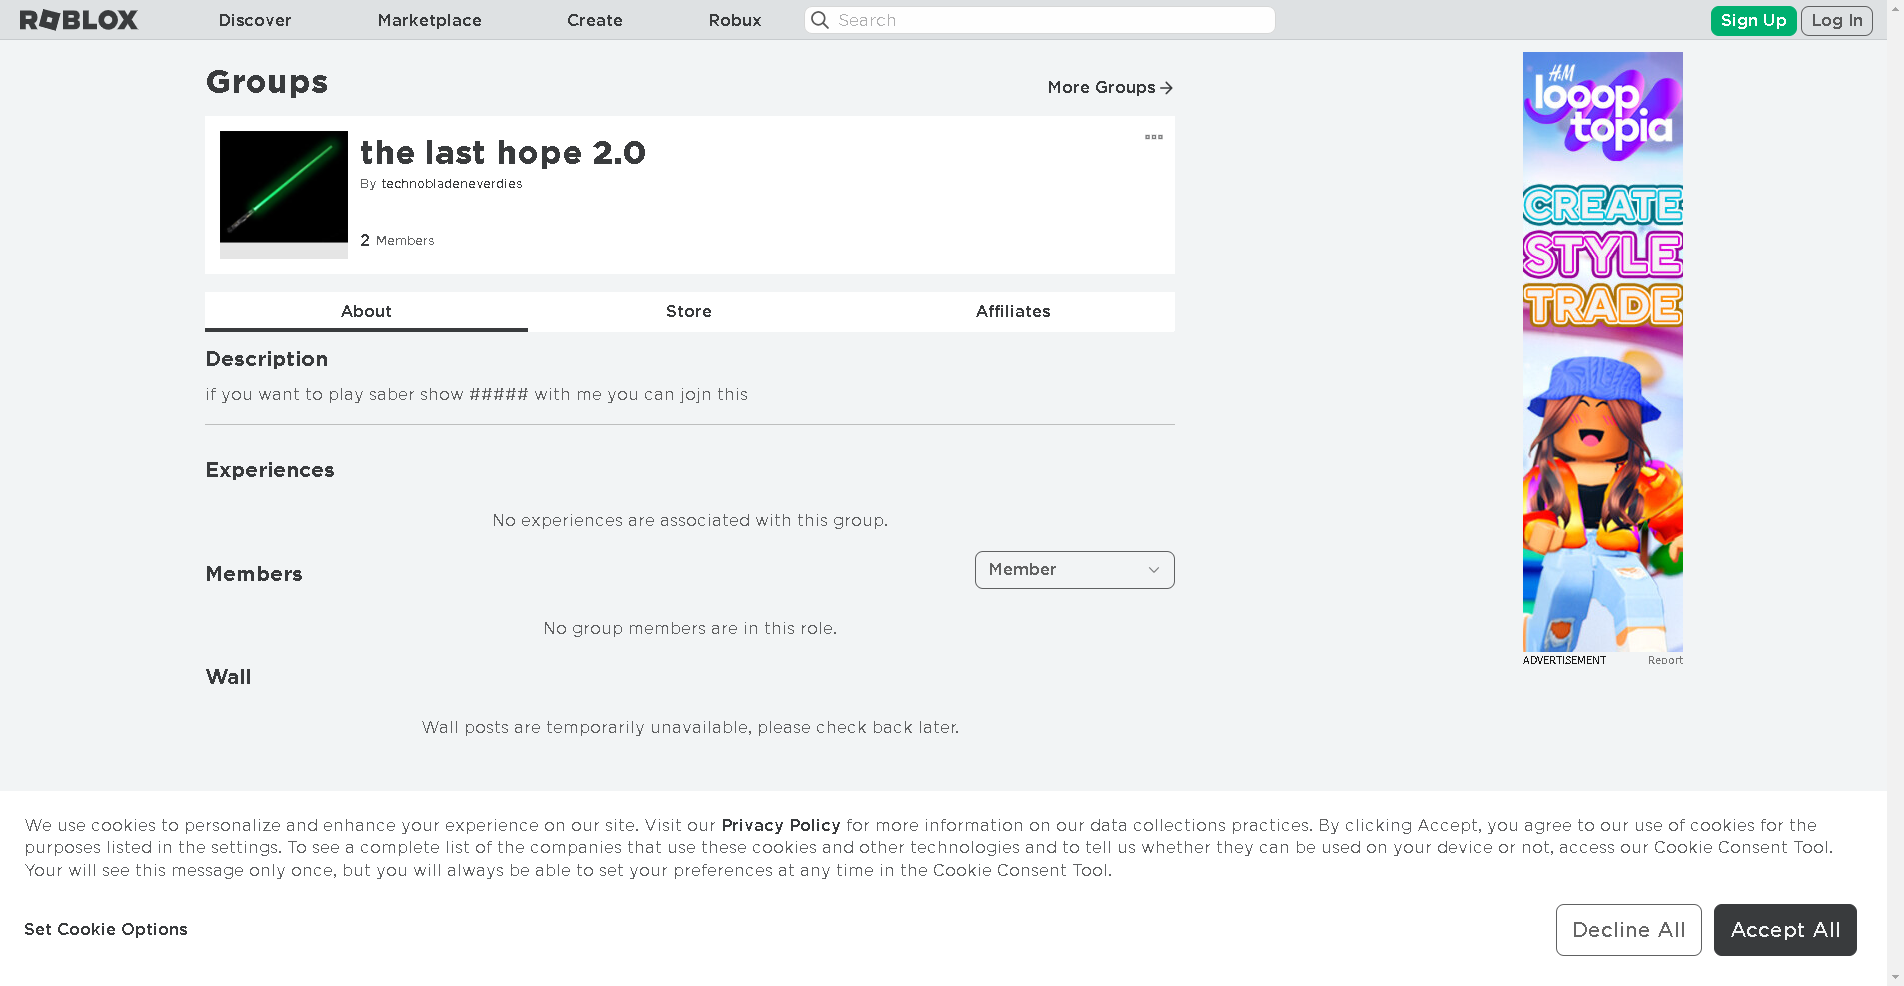 ROBLOX Discover Marketplace Create Robux Search Sign Up Log In
Groups
More Groups
the last hope 2.0
By technobladeneverdies
2 Members
About Store Affiliates
Description
if you want to play saber show ##### with me you can jojn this
Experiences
No experiences are associated with this group.
Members
Member
No group members are in this role.
Wall
Wall posts are temporarily unavailable, please check back later.
H&M
looop
topia
CREATE
STYLE
TRADE
ADVERTISEMENT Report
We use cookies to personalize and enhance your experience on our site. Visit our Privacy Policy for more information on our data collections practices. By clicking Accept, you agree to our use of cookies for the
purposes listed in the settings. To see a complete list of the companies that use these cookies and other technologies and to tell us whether they can be used on your device or not, access our Cookie Consent Tool.
Your will see this message only once, but you will always be able to set your preferences at any time in the Cookie Consent Tool.
Set Cookie Options
Decline All
Accept All